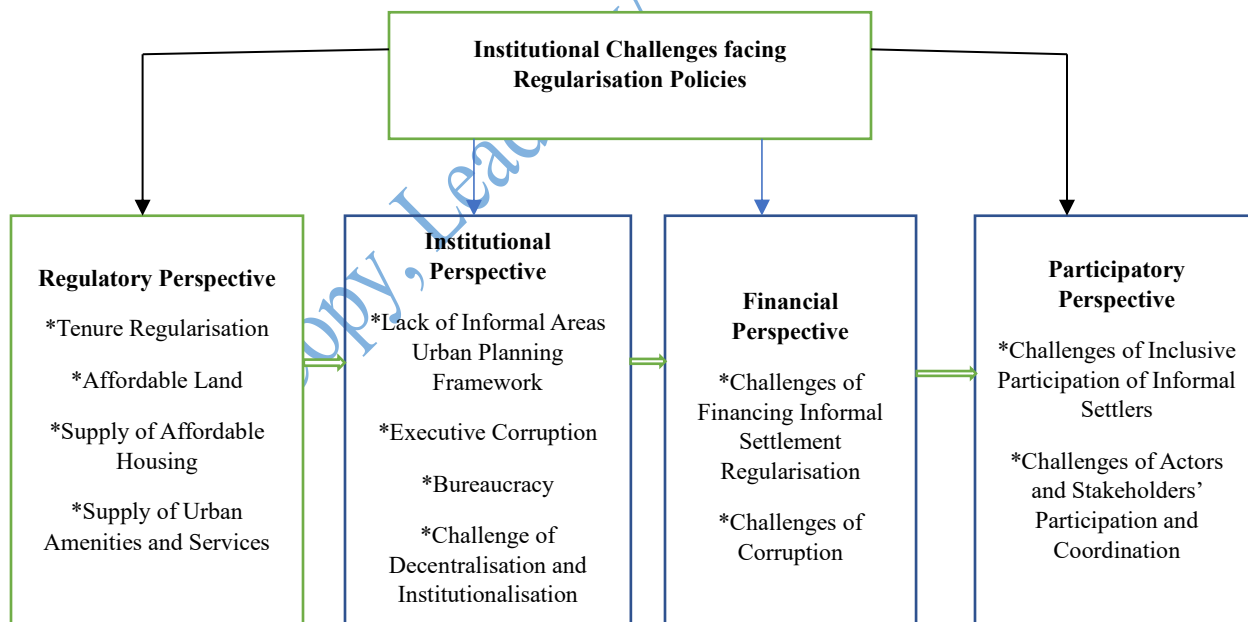 Institutional Challenges facing
Regularisation Policies
Regulatory Perspective
*Tenure Regularisation
*Affordable Land
*Supply of Affordable
Housing
*Supply of Urban
Amenities and Services
Institutional
Perspective
*Lack of Informal Areas
Urban Planning
Framework
*Executive Corruption
*Bureaucracy
*Challenge of
Decentralisation and
Institutionalisation
Financial
Perspective
*Challenges of
Financing Informal
Settlement
Regularisation
*Challenges of
Corruption
Participatory
Perspective
*Challenges of Inclusive
Participation of Informal
Settlers
*Challenges of Actors
and Stakeholders’
Participation and
Coordination